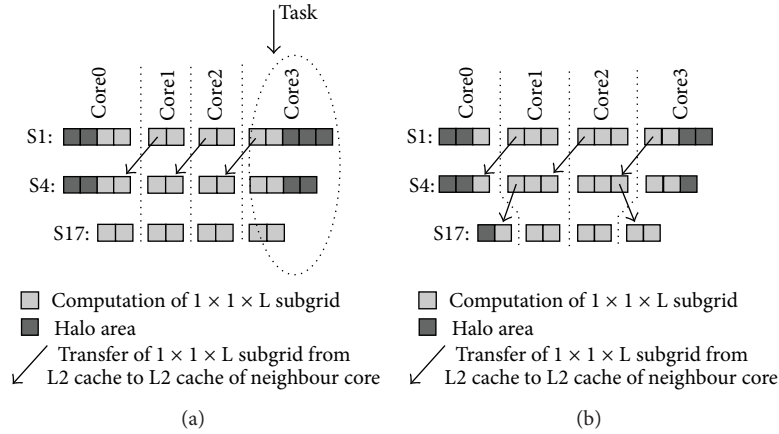 Task
Core0
Core1
Core2
Core3
S1:
S4:
S17:
Computation of 1 × 1 × L subgrid
Halo area
Transfer of 1 × 1 × L subgrid from
L2 cache to L2 cache of neighbour core
(a)
Core0
Core1
Core2
Core3
S1:
S4:
S17:
Computation of 1 × 1 × L subgrid
Halo area
Transfer of 1 × 1 × L subgrid from
L2 cache to L2 cache of neighbour core
(b)